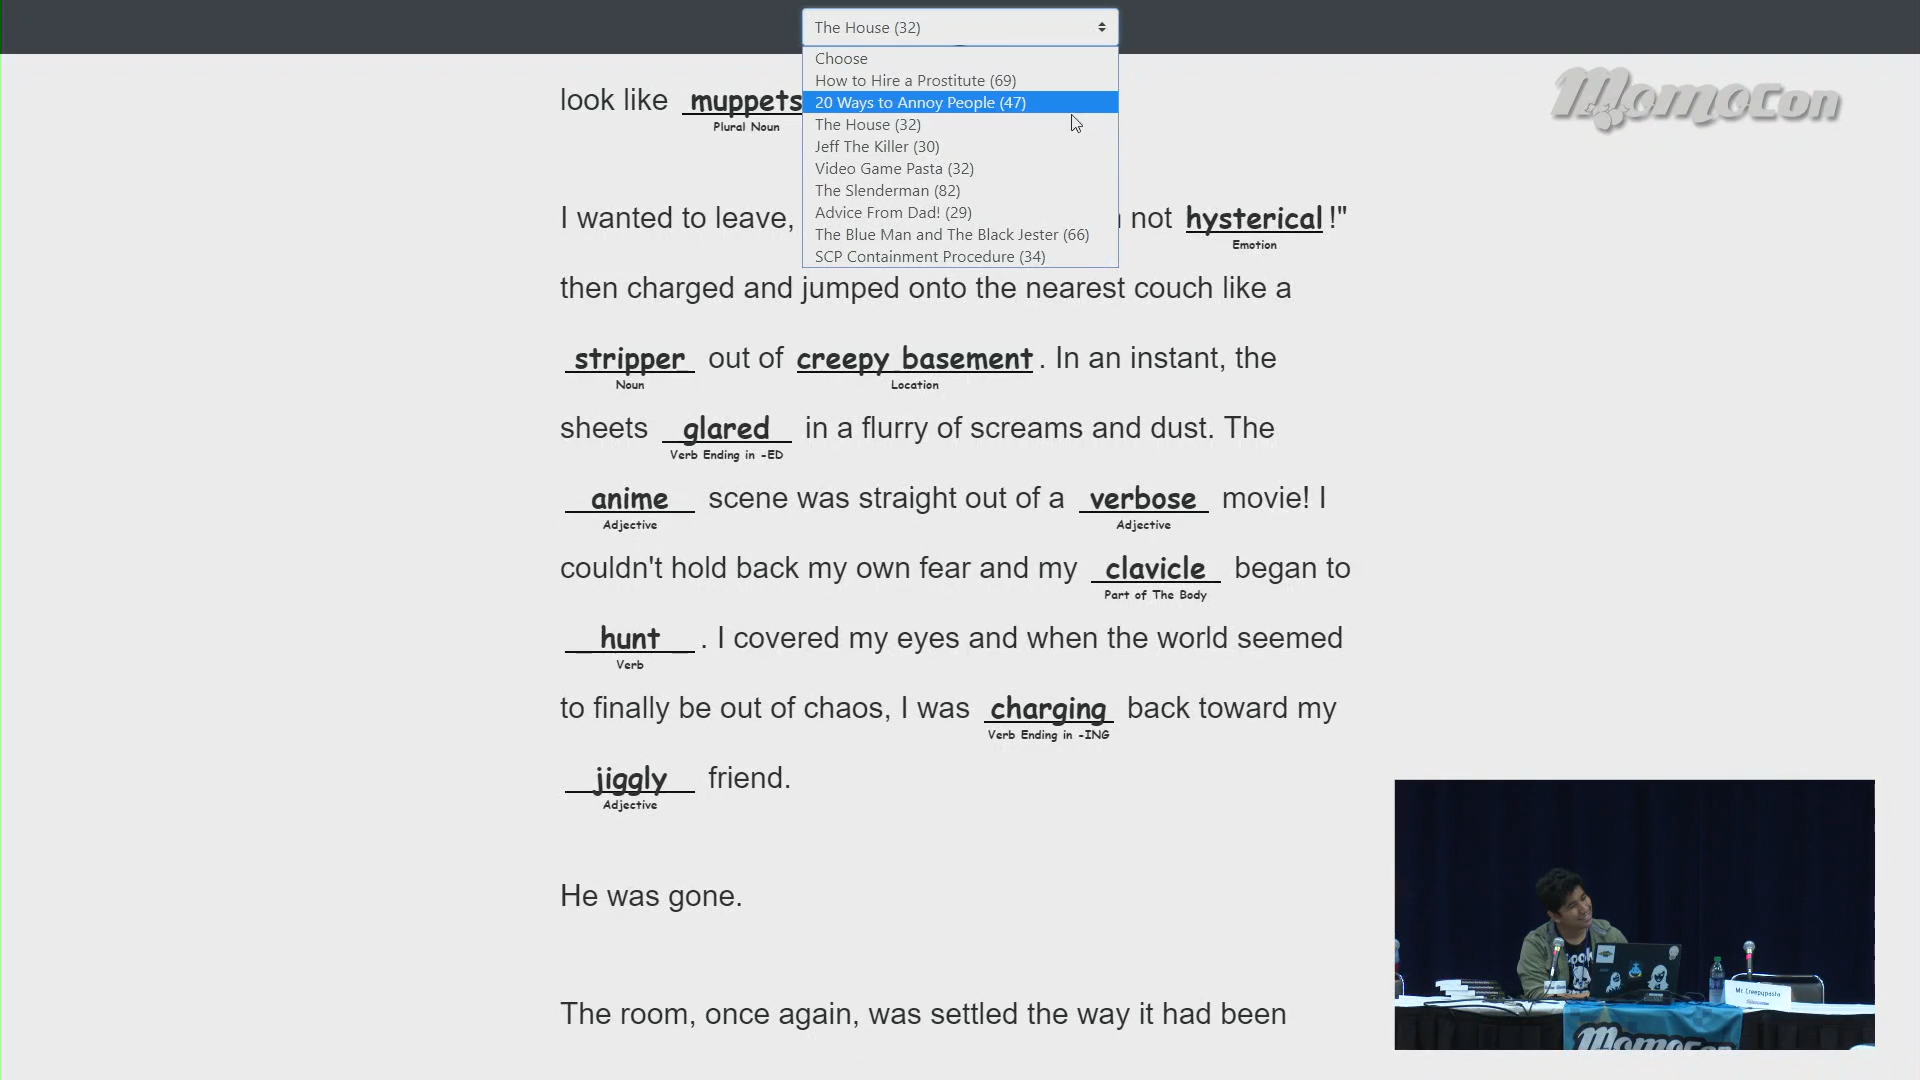 The House (32)
Choose
How to Hire a Prostitute (69)
20 Ways to Annoy People (47)
The House (32)
Jeff The Killer (30)
Video Game Pasta (32)
The Slenderman (82)
Advice From Dad! (29)
The Blue Man and The Black Jester (66)
SCP Containment Procedure (34)
MomoCon
look like muppets
Plural Noun
I wanted to leave, not hysterical!"
Emotion
then charged and jumped onto the nearest couch like a
stripper out of creepy basement. In an instant, the
Noun Location
sheets glared in a flurry of screams and dust. The
Verb Ending in -ED
anime scene was straight out of a verbose movie! I
Adjective Adjective
couldn't hold back my own fear and my clavicle began to
Part of The Body
hunt. I covered my eyes and when the world seemed
Verb
to finally be out of chaos, I was charging back toward my
Verb Ending in -ING
jiggly friend.
Adjective
He was gone.
The room, once again, was settled the way it had been
Mr. Creepypasta
MomoCon